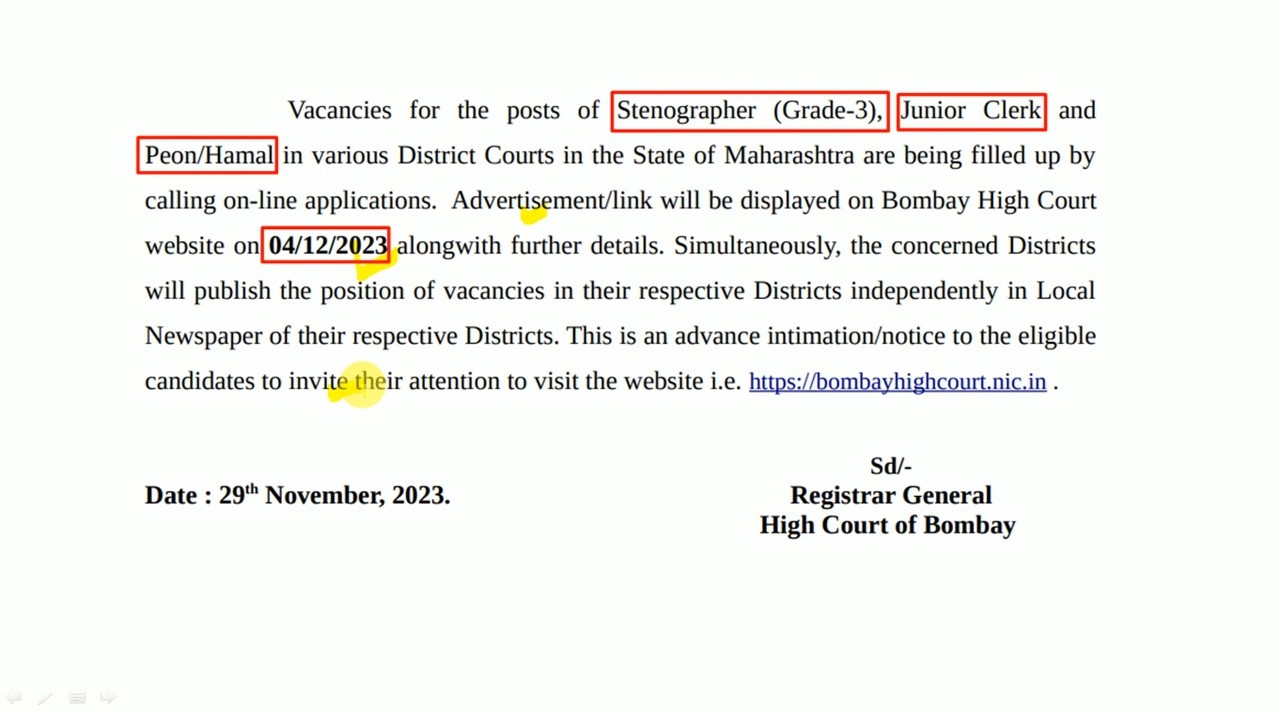 Vacancies for the posts of Stenographer (Grade-3), Junior Clerk and
Peon/Hamal in various District Courts in the State of Maharashtra are being filled up by
calling on-line applications. Advertisement/link will be displayed on Bombay High Court
website on 04/12/2023 alongwith further details. Simultaneously, the concerned Districts
will publish the position of vacancies in their respective Districts independently in Local
Newspaper of their respective Districts. This is an advance intimation/notice to the eligible
candidates to invite their attention to visit the website i.e. https://bombayhighcourt.nic.in .
Sd/-
Date : 29th November, 2023.
Registrar General
High Court of Bombay